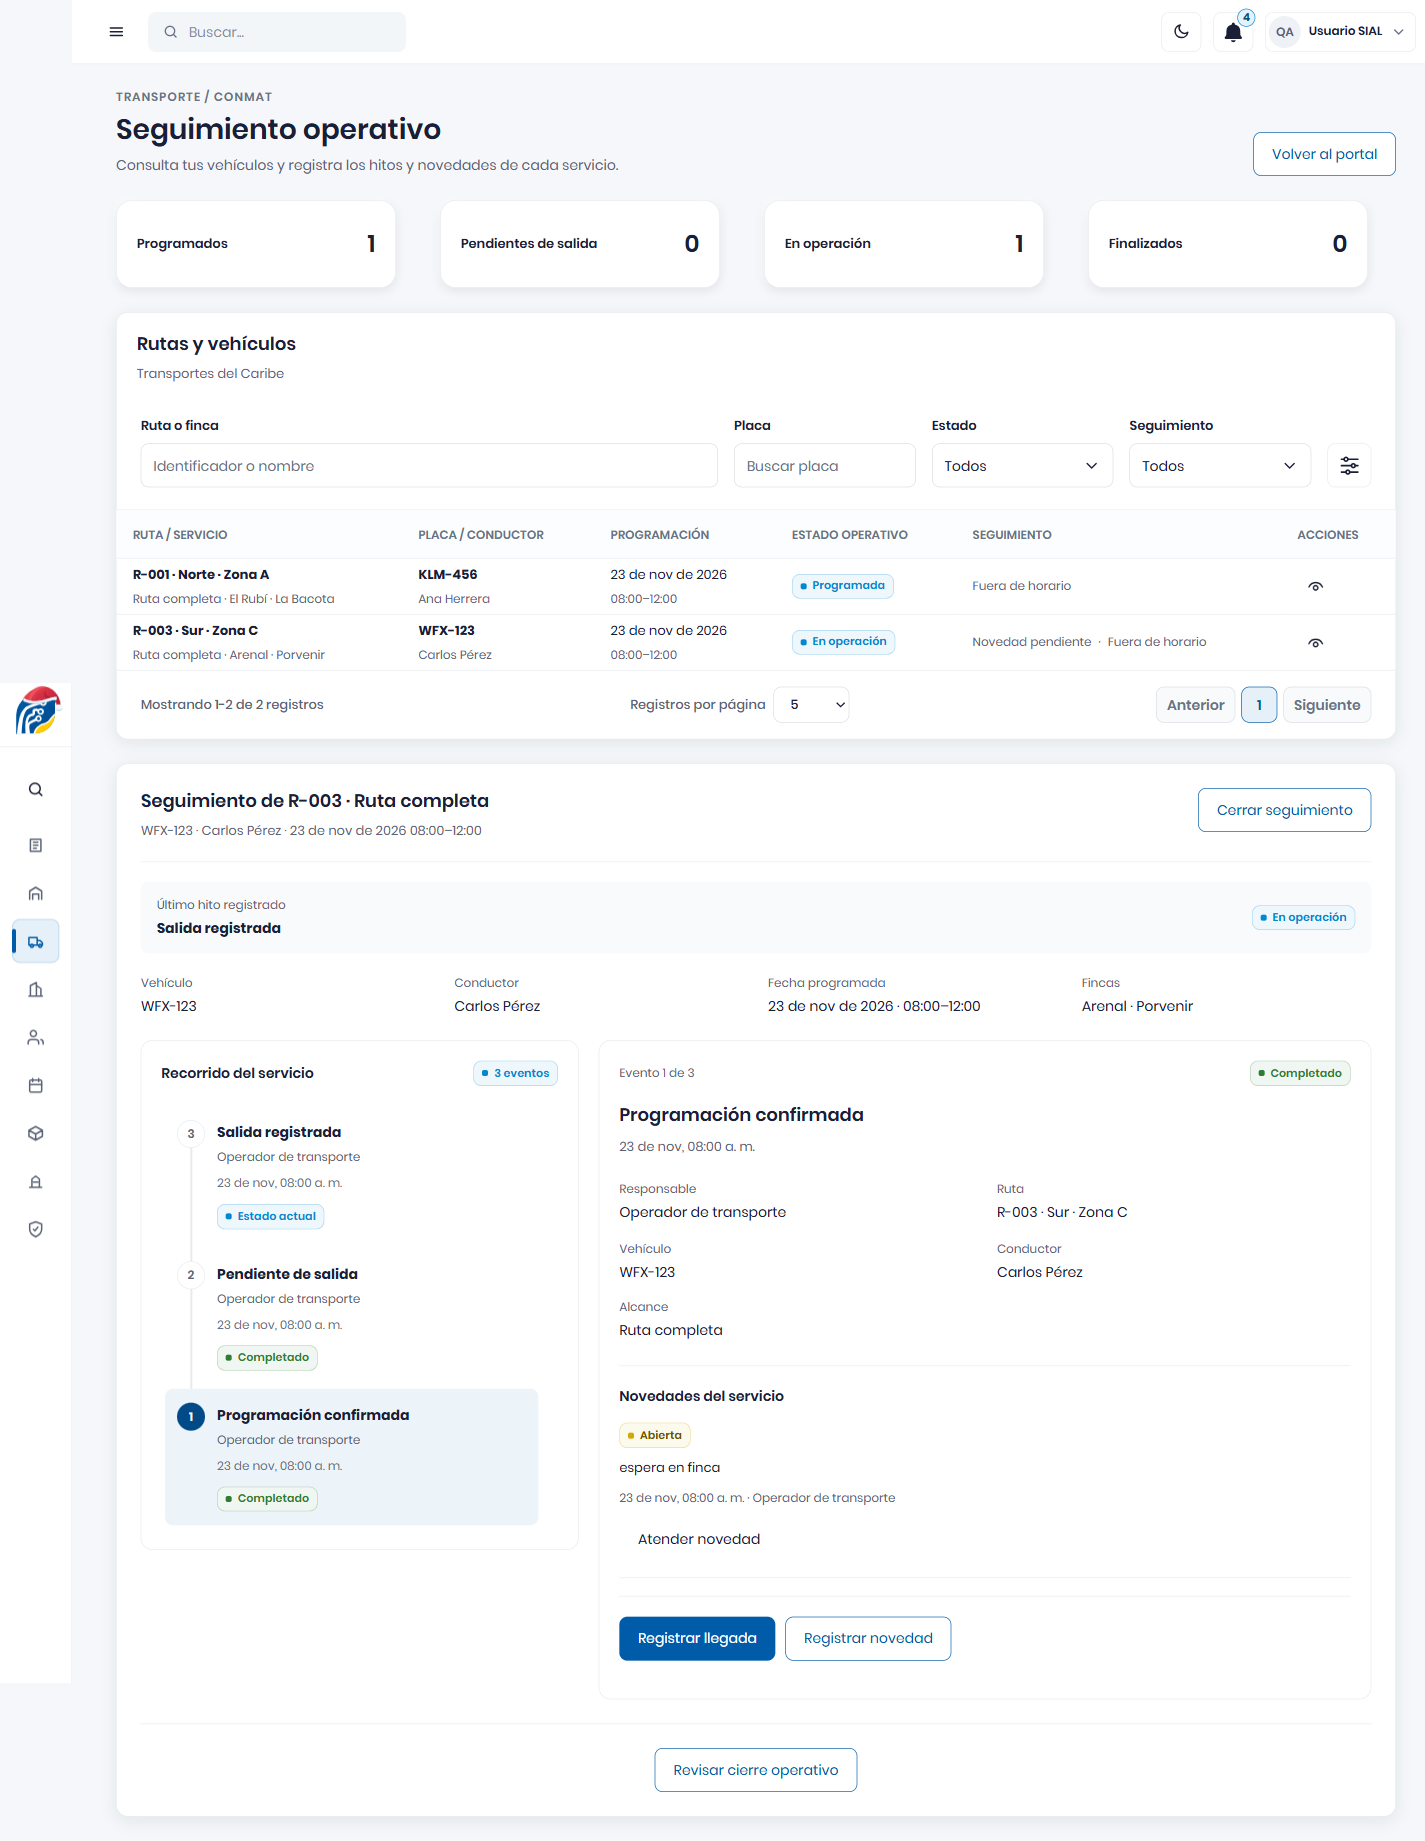 Buscar...
4
QA
Usuario SIAL
TRANSPORTE / CONMAT
Seguimiento operativo
Consulta tus vehículos y registra los hitos y novedades de cada servicio.
Volver al portal
Programados 1
Pendientes de salida 0
En operación 1
Finalizados 0
Rutas y vehículos
Transportes del Caribe
Ruta o finca
Placa
Estado
Seguimiento
Identificador o nombre
Buscar placa
Todos
Todos
RUTA / SERVICIO PLACA / CONDUCTOR PROGRAMACIÓN ESTADO OPERATIVO SEGUIMIENTO ACCIONES
R-001 · Norte · Zona A KLM-456 23 de nov de 2026 Programada Fuera de horario
Ruta completa · El Rubí · La Bacota Ana Herrera 08:00–12:00
R-003 · Sur · Zona C WFX-123 23 de nov de 2026 En operación Novedad pendiente · Fuera de horario
Ruta completa · Arenal · Porvenir Carlos Pérez 08:00–12:00
Mostrando 1-2 de 2 registros
Registros por página 5
Anterior 1 Siguiente
Seguimiento de R-003 · Ruta completa
WFX-123 · Carlos Pérez · 23 de nov de 2026 08:00–12:00
Cerrar seguimiento
Último hito registrado
Salida registrada
En operación
Vehículo
WFX-123
Conductor
Carlos Pérez
Fecha programada
23 de nov de 2026 · 08:00–12:00
Fincas
Arenal · Porvenir
Recorrido del servicio
3 eventos
3 Salida registrada
Operador de transporte
23 de nov, 08:00 a. m.
Estado actual
2 Pendiente de salida
Operador de transporte
23 de nov, 08:00 a. m.
Completado
1 Programación confirmada
Operador de transporte
23 de nov, 08:00 a. m.
Completado
Evento 1 de 3
Completado
Programación confirmada
23 de nov, 08:00 a. m.
Responsable
Operador de transporte
Ruta
R-003 · Sur · Zona C
Vehículo
WFX-123
Conductor
Carlos Pérez
Alcance
Ruta completa
Novedades del servicio
Abierta
espera en finca
23 de nov, 08:00 a. m. · Operador de transporte
Atender novedad
Registrar llegada
Registrar novedad
Revisar cierre operativo